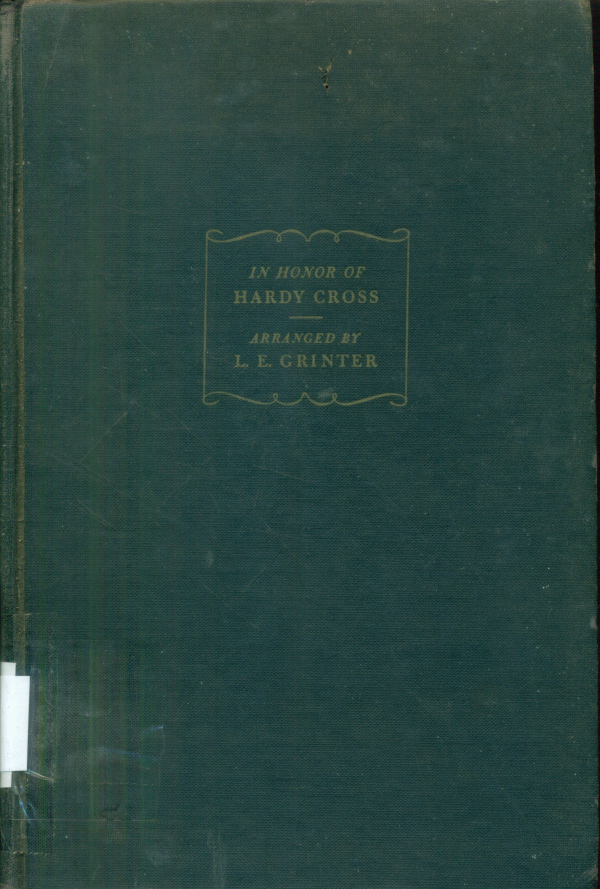 IN HONOR OF
HARDY CROSS
ARRANGED BY
L. E. GRINTER